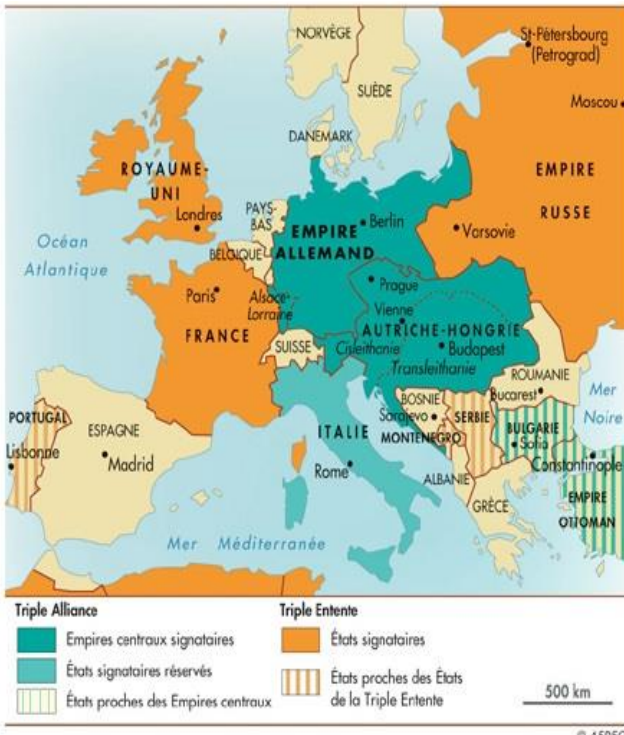 NORVÈGE
St-Pétersbourg
(Petrograd)
SUÈDE
Moscou
DANEMARK
ROYAUME-
UNI
EMPIRE
RUSSE
Londres
PAYS-
BAS
Berlin
EMPIRE
ALLEMAND
Varsovie
Océan
Atlantique
BELGIQUE
Prague
Paris
Alsace-
Lorraine
Vienne
FRANCE
AUTRICHE-HONGRIE
SUISSE
Cisleithanie
Budapest
Transleithanie
ROUMANIE
Mer
Noire
BOSNIE
Bucarest
PORTUGAL
Sarajevo
SERBIE
ESPAGNE
ITALIE
MONTÉNÉGRO
BULGARIE
Lisbonne
Sofia
Madrid
Rome
Constantinople
ALBANIE
EMPIRE
OTTOMAN
GRÈCE
Mer Méditerranée
Triple Alliance
Empires centraux signataires
États signataires réservés
États proches des Empires centraux
Triple Entente
États signataires
États proches des États
de la Triple Entente
500 km